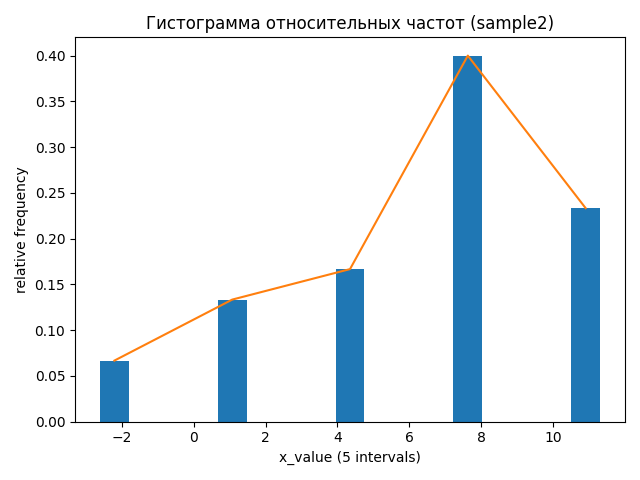 Гистограмма относительных частот (sample2)
0.40
0.35
0.30
0.25
0.20
0.15
0.10
0.05
0.00
relative frequency
−2 0 2 4 6 8 10
x_value (5 intervals)